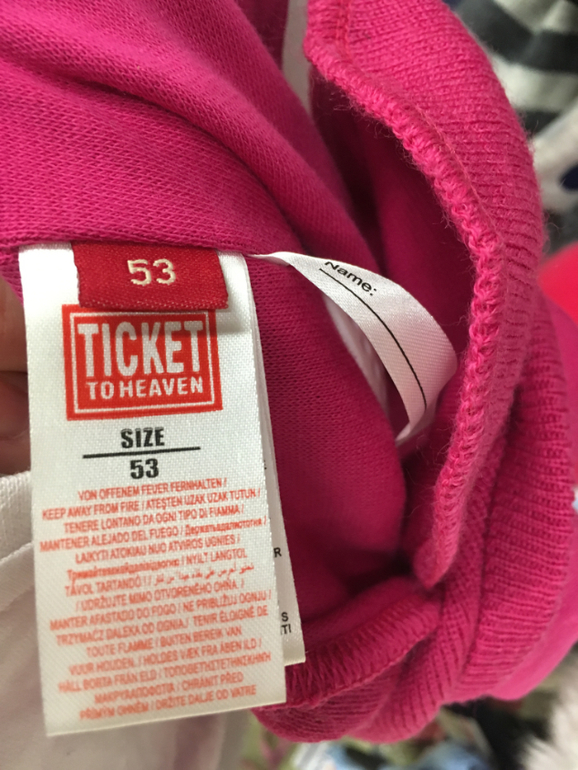 53
TICKET
TO HEAVEN
SIZE
53
VON OFFENEM FEUER FERNHALTEN /
KEEP AWAY FROM FIRE / ATEŞTEN UZAK UZAK TUTUN /
TENERE LONTANO DA OGNI TIPO DI FIAMMA /
MANTENER ALEJADO DEL FUEGO /
LAIKYTI ATOKIAU NUO ATVIROS UGNIES /
/ NYÍLT LANGTOL
TÁVOL TARTANDÓ !
/ UDRŽUJTE MIMO OTVORENÉHO OHŇA. /
MANTER AFASTADO DO FOGO / NE PRIBLIŽUJ OGNJU /
TRZYMAĆ DALEKA OD OGNIA / TENIR ÉLOIGNÉ DE
TOUTE FLAMME / BUITEN BEREIK VAN
VUUR HOUDEN. / HOLDES VÆK FRA ÅBEN ILD /
HÅLL BORTA FRÅN ELD /
/ CHRÁNIT PŘED
PŘÍMÝM OHNĚM / DRŽITE DALJE OD VATRE
Name:
R
S